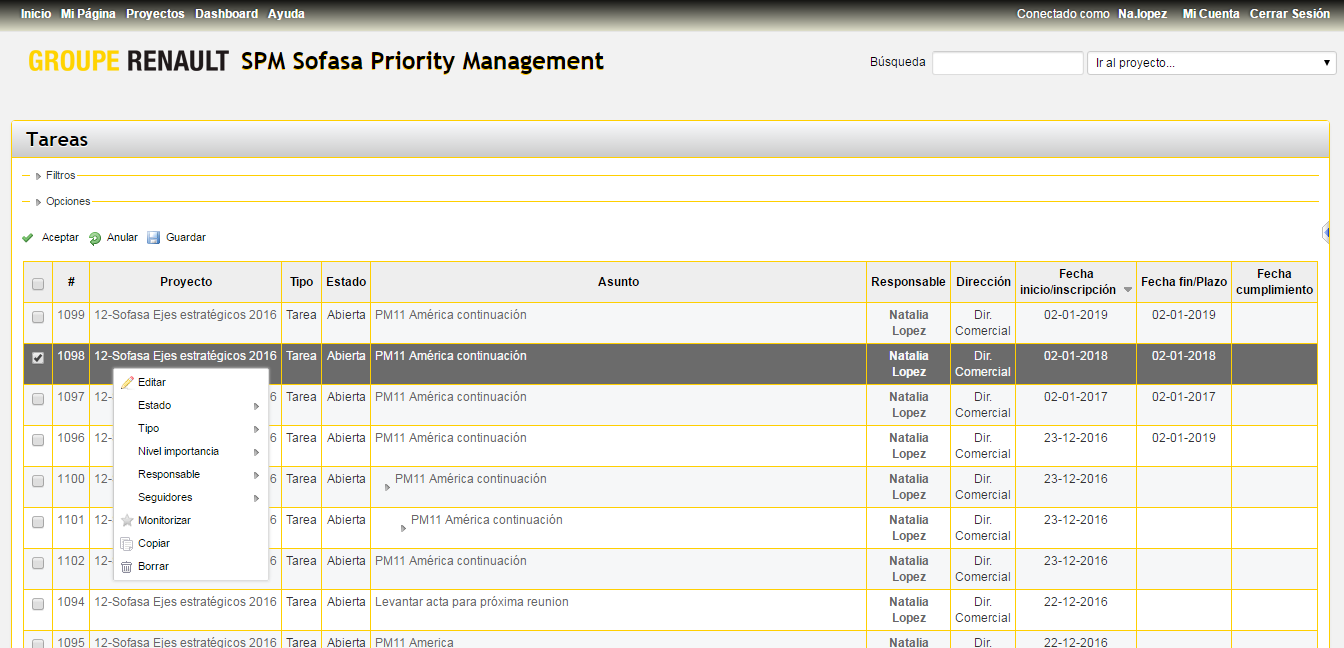 Inicio Mi Página Proyectos Dashboard Ayuda
Conectado como Na.lopez Mi Cuenta Cerrar Sesión
GROUPE RENAULT SPM Sofasa Priority Management
Búsqueda Ir al proyecto...
Tareas
Filtros
Opciones
Aceptar Anular Guardar
# Proyecto Tipo Estado Asunto Responsable Dirección Fecha inicio/inscripción Fecha fin/Plazo Fecha cumplimiento
1099 12-Sofasa Ejes estratégicos 2016 Tarea Abierta PM11 América continuación Natalia Lopez Dir. Comercial 02-01-2019 02-01-2019
1098 12-Sofasa Ejes estratégicos 2016 Tarea Abierta PM11 América continuación Natalia Lopez Dir. Comercial 02-01-2018 02-01-2018
1097 12- 6 Tarea Abierta PM11 América continuación Natalia Lopez Dir. Comercial 02-01-2017 02-01-2017
1096 12- 6 Tarea Abierta PM11 América continuación Natalia Lopez Dir. Comercial 23-12-2016 02-01-2019
1100 12- 6 Tarea Abierta PM11 América continuación Natalia Lopez Dir. Comercial 23-12-2016
1101 12- 6 Tarea Abierta PM11 América continuación Natalia Lopez Dir. Comercial 23-12-2016
1102 12- 6 Tarea Abierta PM11 América continuación Natalia Lopez Dir. Comercial 23-12-2016
1094 12-Sofasa Ejes estratégicos 2016 Tarea Abierta Levantar acta para próxima reunion Natalia Lopez Dir. Comercial 22-12-2016
1095 12-Sofasa Ejes estratégicos 2016 Tarea Abierta PM11 America Natalia Dir. 22-12-2016
Editar
Estado
Tipo
Nivel importancia
Responsable
Seguidores
Monitorizar
Copiar
Borrar